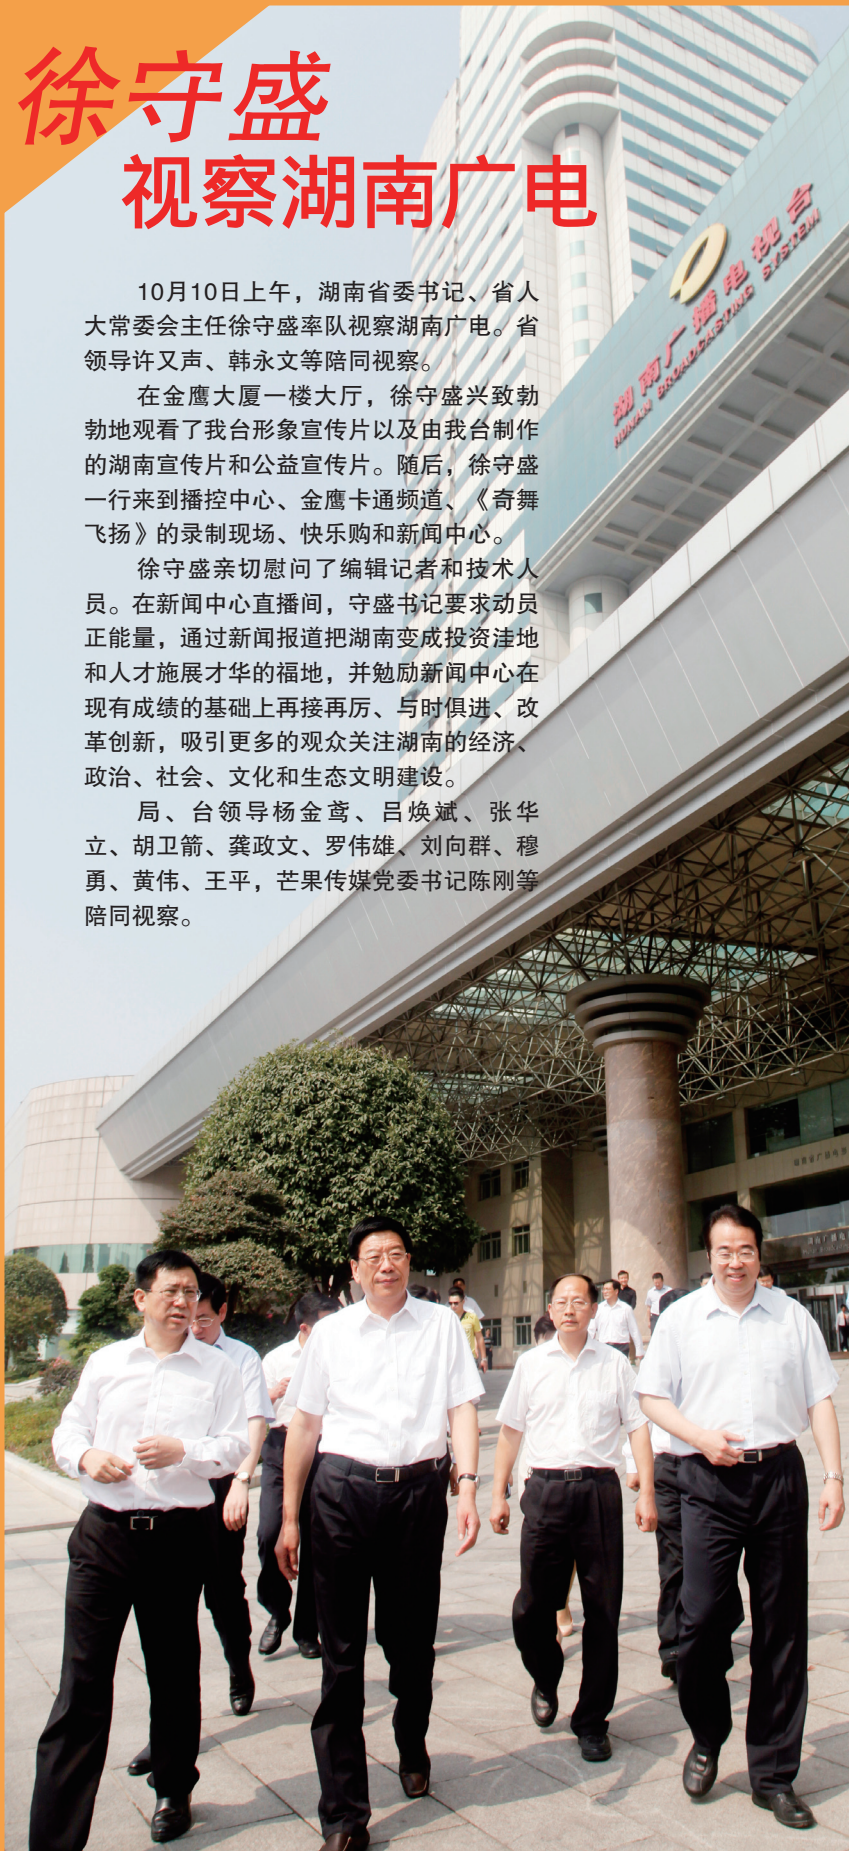 徐守盛
视察湖南广电
10月10日上午，湖南省委书记、省人
大常委会主任徐守盛率队视察湖南广电。省
领导许又声、韩永文等陪同视察。
在金鹰大厦一楼大厅，徐守盛兴致勃
勃地观看了我台形象宣传片以及由我台制作
的湖南宣传片和公益宣传片。随后，徐守盛
一行来到播控中心、金鹰卡通频道、《奇舞
飞扬》的录制现场、快乐购和新闻中心。
徐守盛亲切慰问了编辑记者和技术人
员。在新闻中心直播间，守盛书记要求动员
正能量，通过新闻报道把湖南变成投资洼地
和人才施展才华的福地，并勉励新闻中心在
现有成绩的基础上再接再厉、与时俱进、改
革创新，吸引更多的观众关注湖南的经济、
政治、社会、文化和生态文明建设。
局、台领导杨金鸢、吕焕斌、张华
立、胡卫箭、龚政文、罗伟雄、刘向群、穆
勇、黄伟、王平，芒果传媒党委书记陈刚等
陪同视察。
湖南广播电视台
HUNAN BROADCASTING SYSTEM